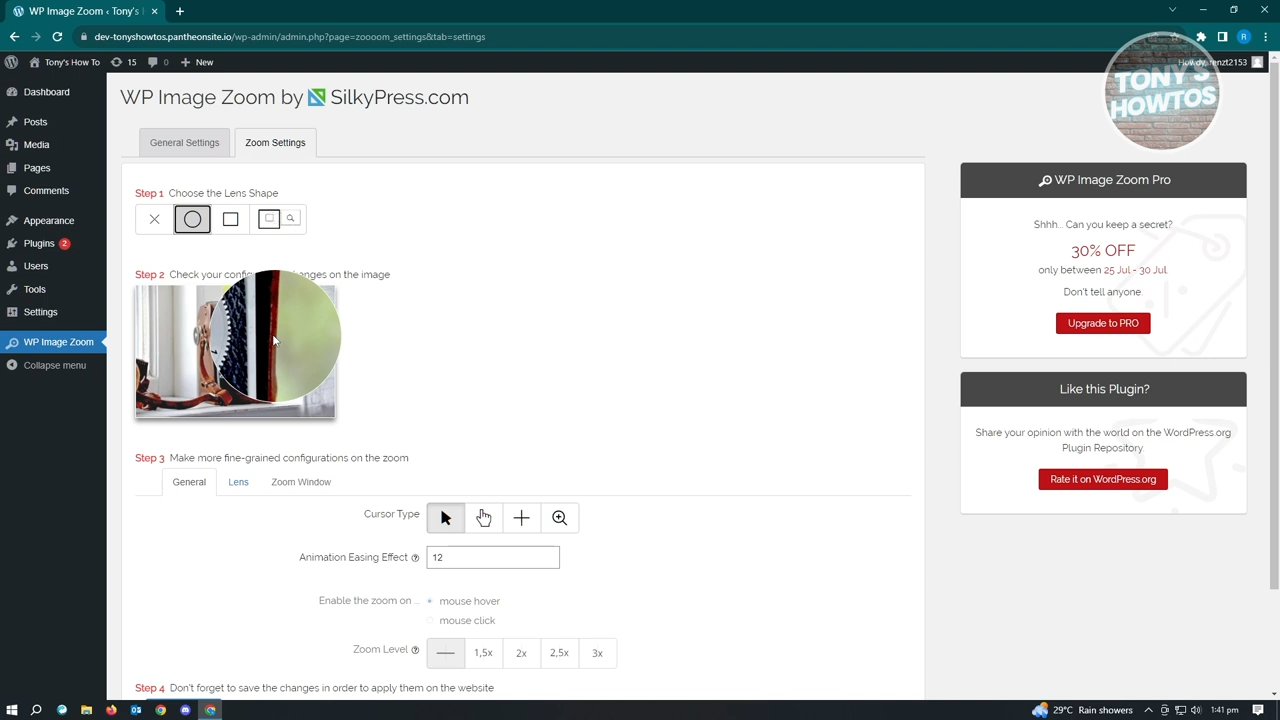 WP Image Zoom ‹ Tony's
dev-tonyshowtos.pantheonsite.io/wp-admin/admin.php?page=zoooom_settings&tab=settings
R
Tony's How To
15
0
New
Howdy, renzt2153
TONY'S
HOWTOS
Dashboard
Posts
Media
Pages
Comments
Appearance
Plugins 2
Users
Tools
Settings
WP Image Zoom
Collapse menu
WP Image Zoom by SilkyPress.com
General Settings
Zoom Settings
Step 1 Choose the Lens Shape
Step 2 Check your anges on the image
Step 3 Make more fine-grained configurations on the zoom
General
Lens
Zoom Window
Cursor Type
Animation Easing Effect
12
Enable the zoom on ...
mouse hover
mouse click
Zoom Level
1,5x
2x
2,5x
3x
Step 4 Don't forget to save the changes in order to apply them on the website
WP Image Zoom Pro
Shhh... Can you keep a secret?
30% OFF
only between 25 Jul - 30 Jul.
Don't tell anyone.
Upgrade to PRO
Like this Plugin?
Share your opinion with the world on the WordPress.org
Plugin Repository.
Rate it on WordPress.org
29°C Rain showers
1:41 pm